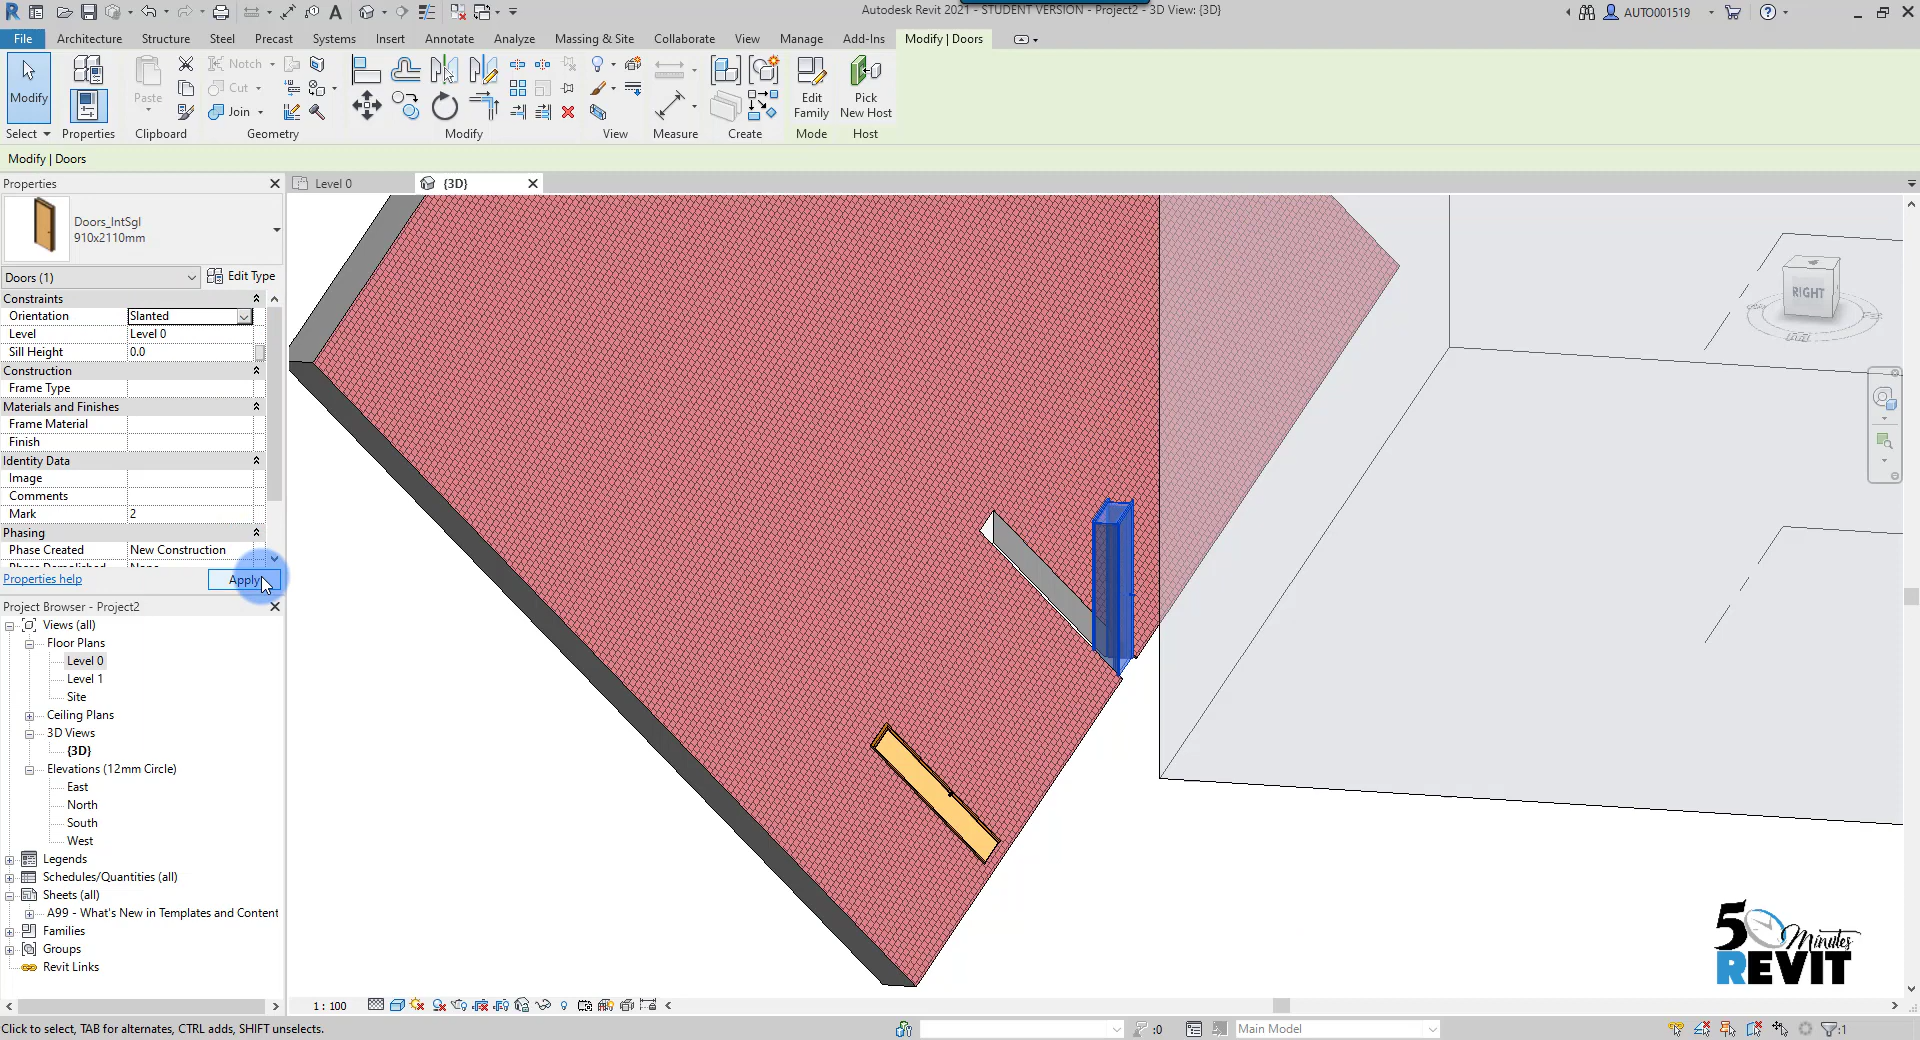 Autodesk Revit 2021 - STUDENT VERSION - Project2 - 3D View: {3D}
AUTO001519
File Architecture Structure Steel Precast Systems Insert Annotate Analyze Massing & Site Collaborate View Manage Add-Ins Modify | Doors
Modify
Paste
Notch
Cut
Join
Edit Family
Pick New Host
Select Properties Clipboard Geometry Modify View Measure Create Mode Host
Modify | Doors
Properties
Level 0
{3D}
Doors_IntSgl
910x2110mm
Doors (1)
Edit Type
Constraints
Orientation Slanted
Level Level 0
Sill Height 0.0
Construction
Frame Type
Materials and Finishes
Frame Material
Finish
Identity Data
Image
Comments
Mark 2
Phasing
Phase Created New Construction
Phase Demolished None
Properties help
Apply
Project Browser - Project2
Views (all)
Floor Plans
Level 0
Level 1
Site
Ceiling Plans
3D Views
{3D}
Elevations (12mm Circle)
East
North
South
West
Legends
Schedules/Quantities (all)
Sheets (all)
A99 - What's New in Templates and Content
Families
Groups
Revit Links
RIGHT
5 Minutes
REVIT
1 : 100
Click to select, TAB for alternates, CTRL adds, SHIFT unselects.
:0
Main Model
:1